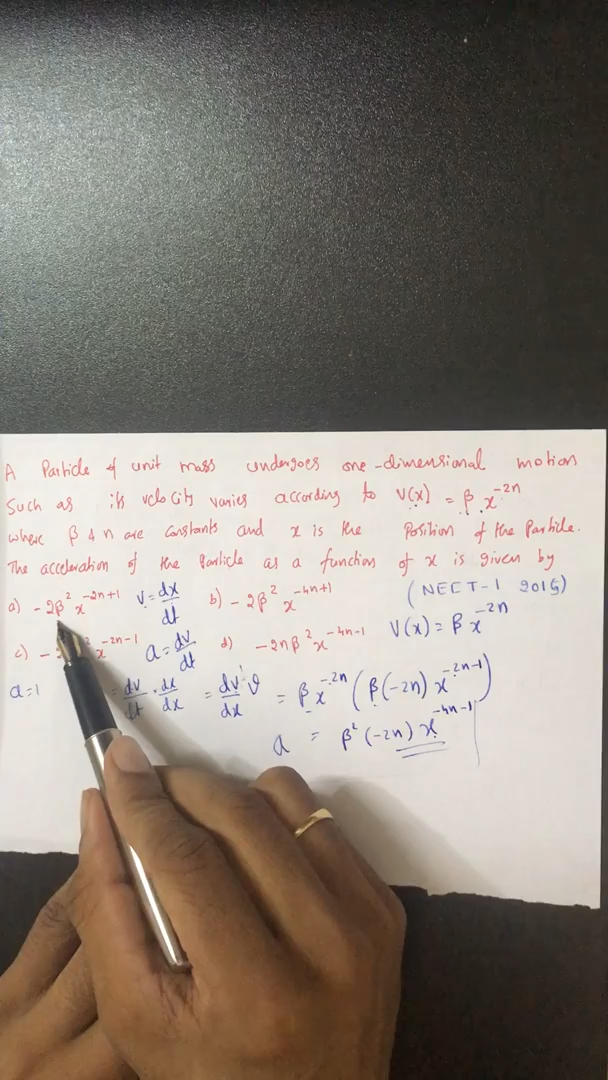 A Particle of unit mass undergoes one-dimensional motion
Such as its velocity varies according to V(x) = β x^{-2n}
where β & n are constants and x is the Position of the Particle.
The acceleration of the Particle as a function of x is given by
(NEET-1 2015)
a) -2β² x^{-2n+1} v = dx/dt b) -2β² x^{-4n+1}
V(x) = β x^{-2n}
c) - ² x^{-2n-1} a = dv/dt d) -2nβ² x^{-4n-1}
= dv/dt · dx/dx = dv/dx v = β x^{-2n} (β(-2n) x^{-2n-1})
a = β² (-2n) x^{-4n-1}